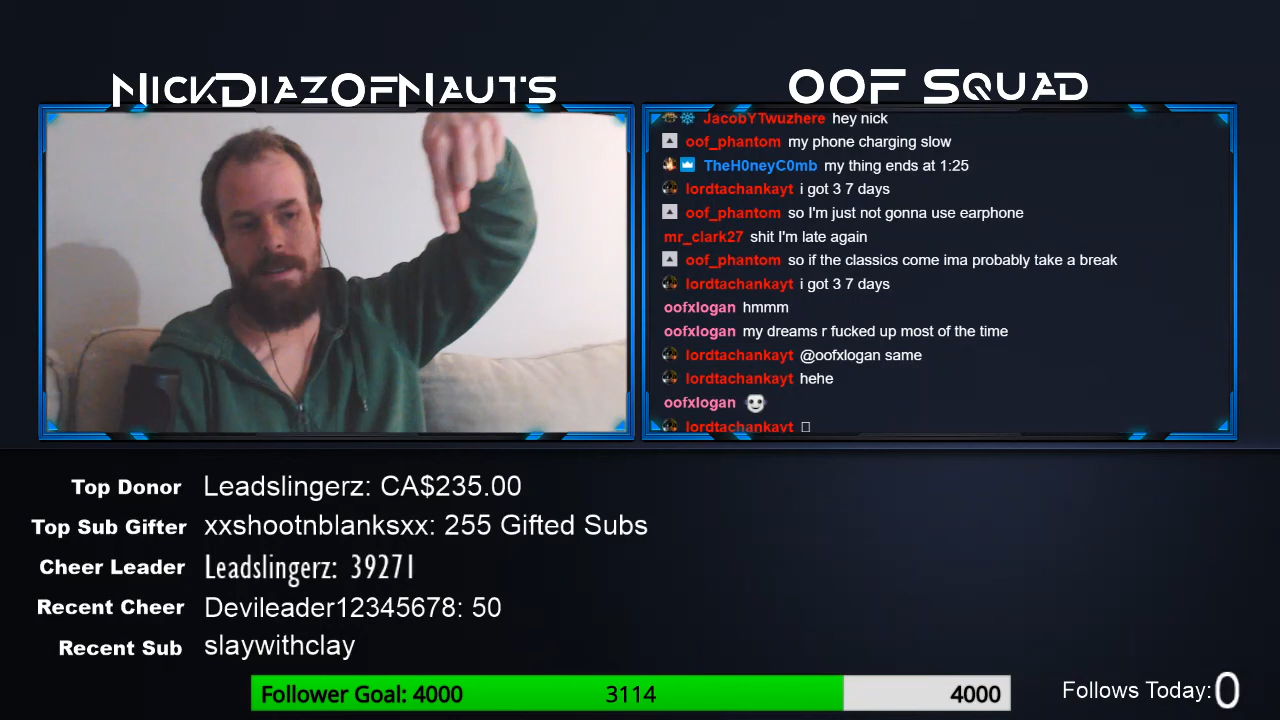 NickDiazOfNauts
OOF Squad
JacobYTwuzhere hey nick
oof_phantom my phone charging slow
TheH0neyC0mb my thing ends at 1:25
lordtachankayt i got 3 7 days
oof_phantom so I'm just not gonna use earphone
mr_clark27 shit I'm late again
oof_phantom so if the classics come ima probably take a break
lordtachankayt i got 3 7 days
oofxlogan hmmm
oofxlogan my dreams r fucked up most of the time
lordtachankayt @oofxlogan same
lordtachankayt hehe
oofxlogan
lordtachankayt
Top Donor Leadslingerz: CA$235.00
Top Sub Gifter xxshootnblanksxx: 255 Gifted Subs
Cheer Leader Leadslingerz: 39271
Recent Cheer Devileader12345678: 50
Recent Sub slaywithclay
Follower Goal: 4000 3114 4000
Follows Today: 0